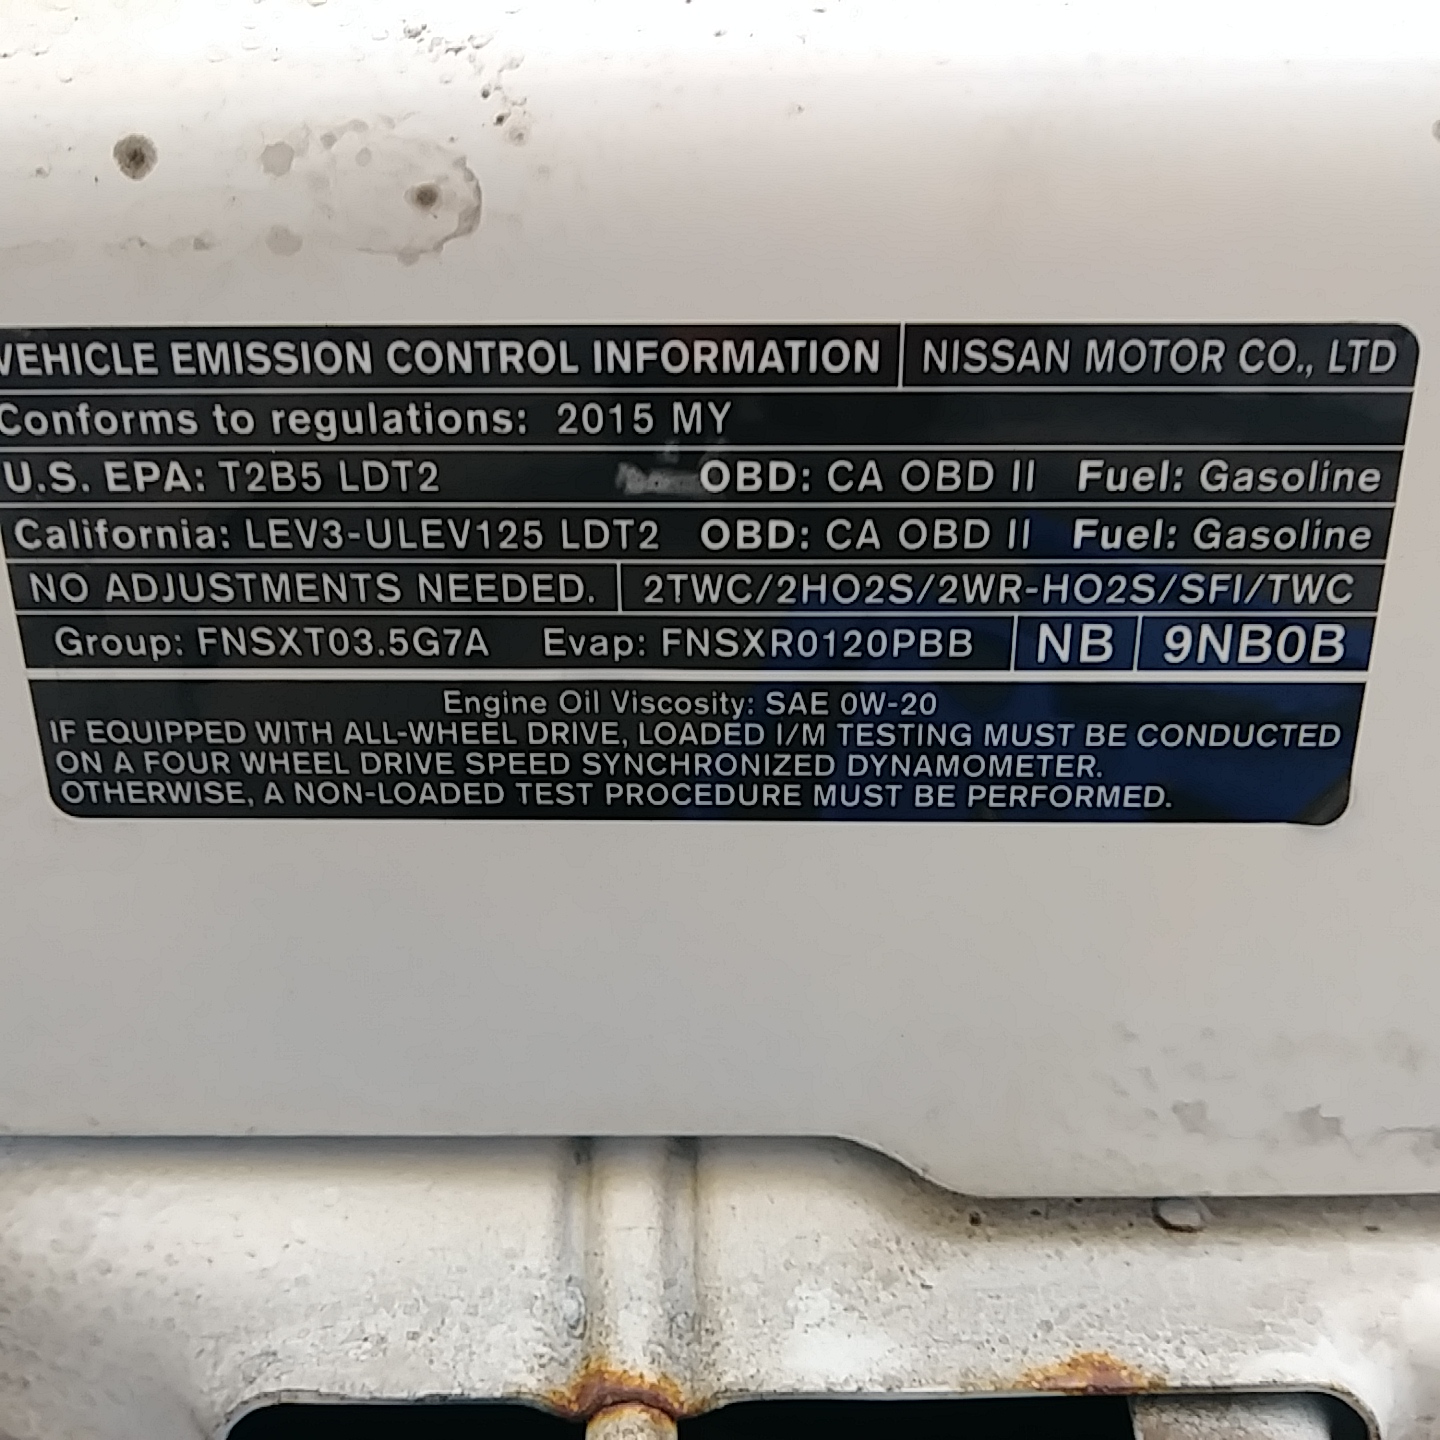 VEHICLE EMISSION CONTROL INFORMATION NISSAN MOTOR CO., LTD
Conforms to regulations: 2015 MY
U.S. EPA: T2B5 LDT2 OBD: CA OBD II Fuel: Gasoline
California: LEV3-ULEV125 LDT2 OBD: CA OBD II Fuel: Gasoline
NO ADJUSTMENTS NEEDED. 2TWC/2HO2S/2WR-HO2S/SFI/TWC
Group: FNSXT03.5G7A Evap: FNSXR0120PBB NB 9NB0B
Engine Oil Viscosity: SAE 0W-20
IF EQUIPPED WITH ALL-WHEEL DRIVE, LOADED I/M TESTING MUST BE CONDUCTED
ON A FOUR WHEEL DRIVE SPEED SYNCHRONIZED DYNAMOMETER.
OTHERWISE, A NON-LOADED TEST PROCEDURE MUST BE PERFORMED.